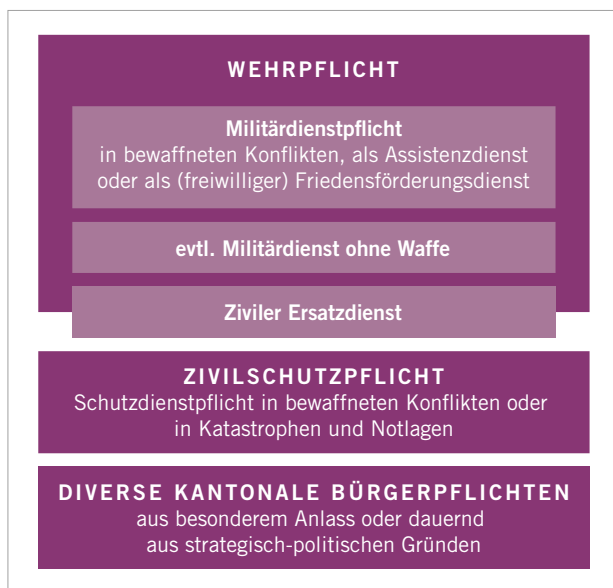 WEHRPFLICHT
Militärdienstpflicht
in bewaffneten Konflikten, als Assistenzdienst
oder als (freiwilliger) Friedensförderungsdienst
evtl. Militärdienst ohne Waffe
Ziviler Ersatzdienst
ZIVILSCHUTZPFLICHT
Schutzdienstpflicht in bewaffneten Konflikten oder
in Katastrophen und Notlagen
DIVERSE KANTONALE BÜRGERPFLICHTEN
aus besonderem Anlass oder dauernd
aus strategisch-politischen Gründen